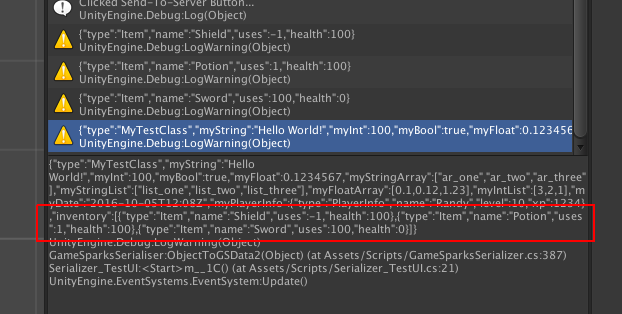 Clicked Send-To-Server Button...
UnityEngine.Debug:Log(Object)
{"type":"Item","name":"Shield","uses":-1,"health":100}
UnityEngine.Debug:LogWarning(Object)
{"type":"Item","name":"Potion","uses":1,"health":100}
UnityEngine.Debug:LogWarning(Object)
{"type":"Item","name":"Sword","uses":100,"health":0}
UnityEngine.Debug:LogWarning(Object)
{"type":"MyTestClass","myString":"Hello World!","myInt":100,"myBool":true,"myFloat":0.123456
UnityEngine.Debug:LogWarning(Object)
{"type":"MyTestClass","myString":"Hello
World!","myInt":100,"myBool":true,"myFloat":0.1234567,"myStringArray":["ar_one","ar_two","ar_three"
],"myStringList":["list_one","list_two","list_three"],"myFloatArray":[0.1,0.12,1.23],"myIntList":[3,2,1],"m
yDate":"2016-10-05T12:08Z","myPlayerInfo":{"type":"PlayerInfo","name":"Randy","level":10,"xp":1234}
,"inventory":[{"type":"Item","name":"Shield","uses":-1,"health":100},{"type":"Item","name":"Potion","uses"
:1,"health":100},{"type":"Item","name":"Sword","uses":100,"health":0}]}
UnityEngine.Debug:LogWarning(Object)
GameSparksSerialiser:ObjectToGSData2(Object) (at Assets/Scripts/GameSparksSerializer.cs:387)
Serializer_TestUI:<Start>m__1C() (at Assets/Scripts/Serializer_TestUI.cs:21)
UnityEngine.EventSystems.EventSystem:Update()